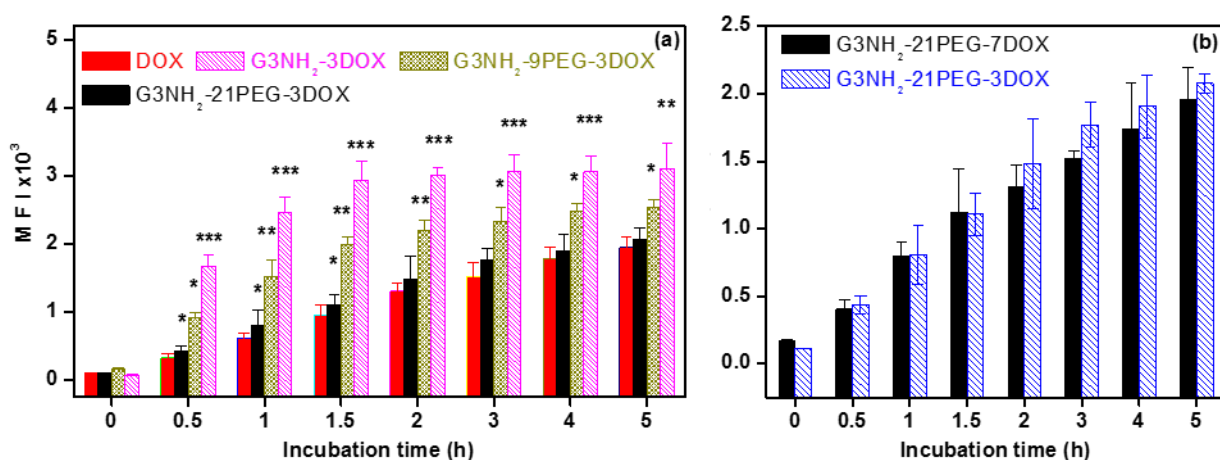 (a)
DOX G3NH₂-3DOX G3NH₂-9PEG-3DOX
G3NH₂-21PEG-3DOX
M F I x10³
5
4
3
2
1
0
* * ***
* ** ***
* ** ***
** ***
* ***
* ***
* **
0 0.5 1 1.5 2 3 4 5
Incubation time (h)
(b)
G3NH₂-21PEG-7DOX
G3NH₂-21PEG-3DOX
2.5
2.0
1.5
1.0
0.5
0.0
0 0.5 1 1.5 2 3 4 5
Incubation time (h)